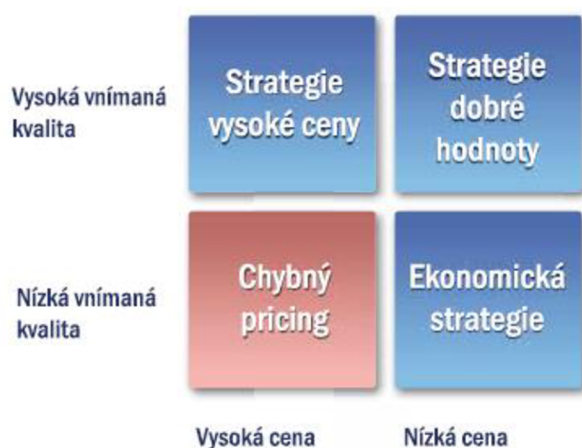 Vysoká vnímaná
kvalita
Strategie
vysoké ceny
Strategie
dobré
hodnoty
Nízká vnímaná
kvalita
Chybný
pricing
Ekonomická
strategie
Vysoká cena
Nízká cena